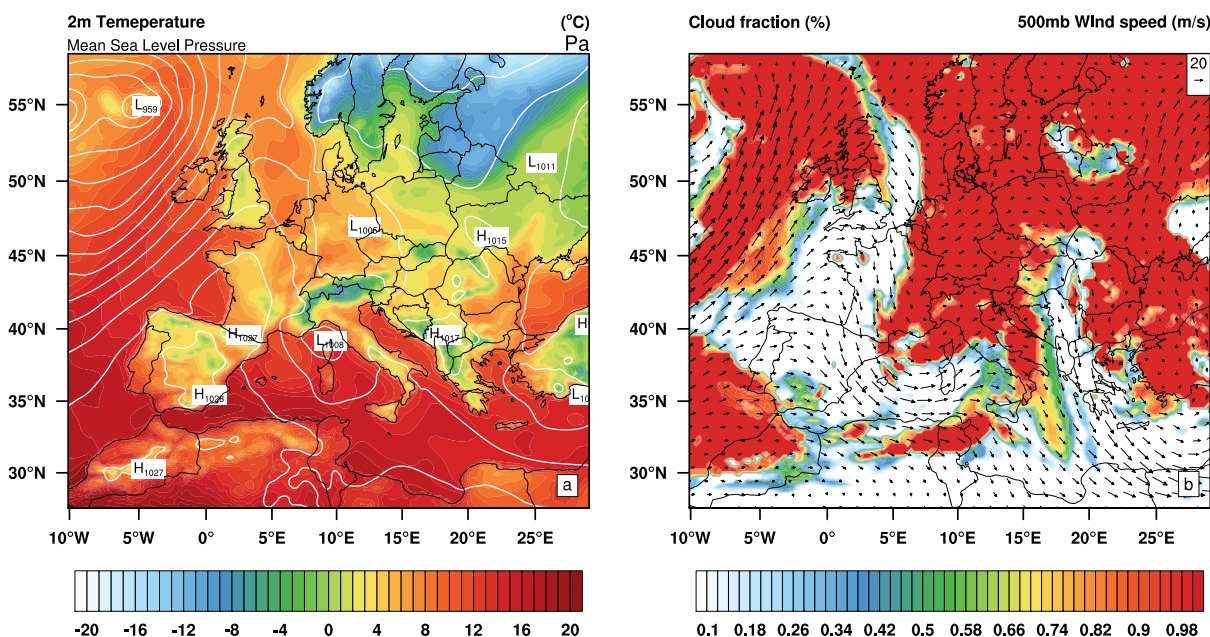 2m Temeperature (°C)
Mean Sea Level Pressure Pa
L959
L1011
L1006
H1015
H1027
L1008
H1017
H
H1028
L10
H1027
a
55°N
50°N
45°N
40°N
35°N
30°N
10°W 5°W 0° 5°E 10°E 15°E 20°E 25°E
-20 -16 -12 -8 -4 0 4 8 12 16 20
Cloud fraction (%) 500mb WInd speed (m/s)
20
b
55°N
50°N
45°N
40°N
35°N
30°N
10°W 5°W 0° 5°E 10°E 15°E 20°E 25°E
0.1 0.18 0.26 0.34 0.42 0.5 0.58 0.66 0.74 0.82 0.9 0.98